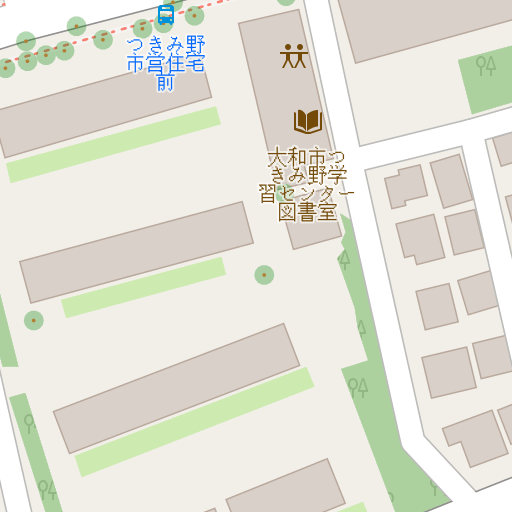 つきみ野
市営住宅
前
大和市つ
きみ野学
習センター
図書室